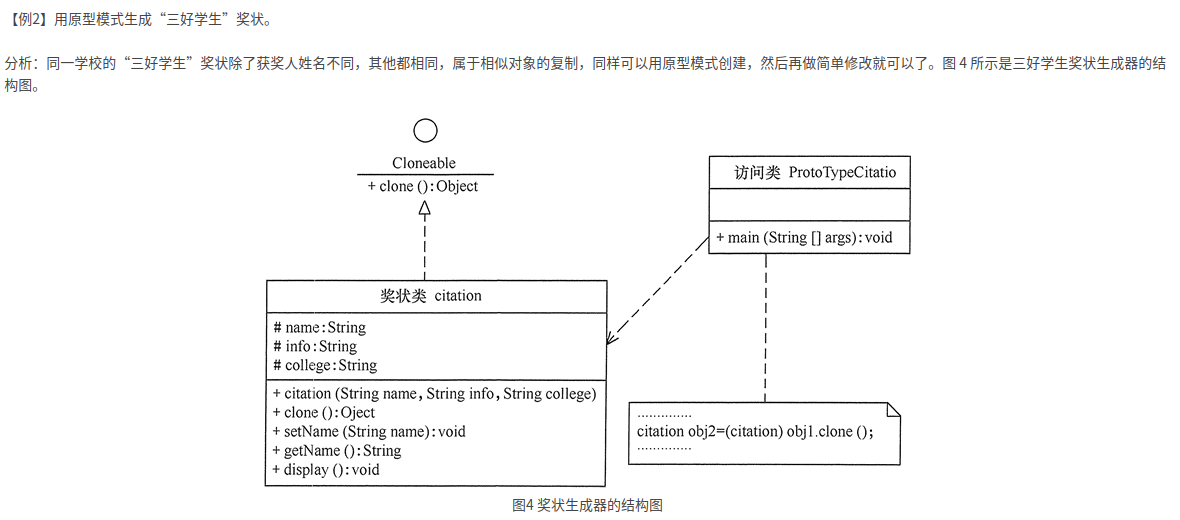 【例2】用原型模式生成“三好学生”奖状。
分析：同一学校的“三好学生”奖状除了获奖人姓名不同，其他都相同，属于相似对象的复制，同样可以用原型模式创建，然后再做简单修改就可以了。图 4 所示是三好学生奖状生成器的结
构图。
Cloneable
+ clone ():Object
访问类 ProtoTypeCitatio
+ main (String [] args):void
奖状类 citation
# name:String
# info:String
# college:String
+ citation (String name,String info,String college)
+ clone ():Oject
+ setName (String name):void
+ getName ():String
+ display ():void
..............
citation obj2=(citation) obj1.clone ();
..............
图4 奖状生成器的结构图